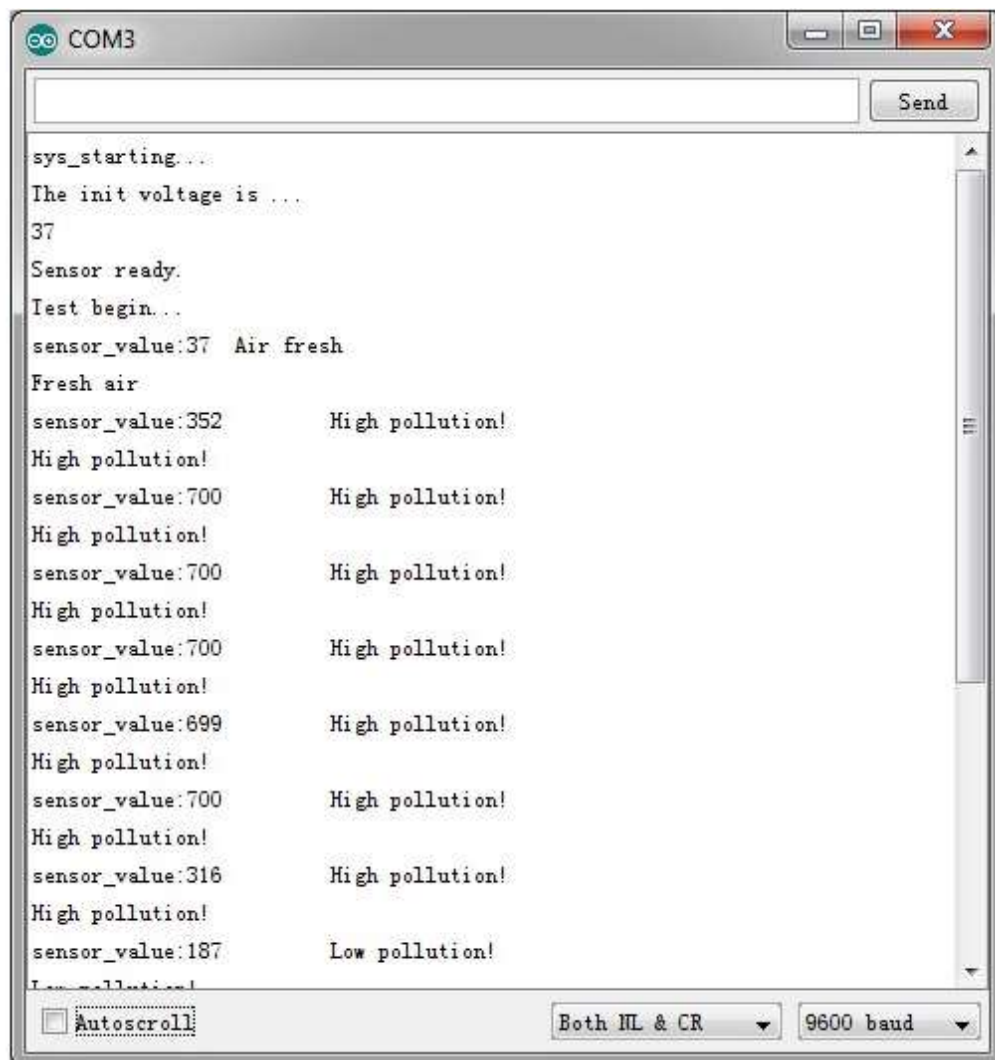 COM3
Send
sys_starting...
The init voltage is ...
37
Sensor ready.
Test begin...
sensor_value:37 Air fresh
Fresh air
sensor_value:352 High pollution!
High pollution!
sensor_value:700 High pollution!
High pollution!
sensor_value:700 High pollution!
High pollution!
sensor_value:700 High pollution!
High pollution!
sensor_value:699 High pollution!
High pollution!
sensor_value:700 High pollution!
High pollution!
sensor_value:316 High pollution!
High pollution!
sensor_value:187 Low pollution!
Low pollution!
Autoscroll Both NL & CR 9600 baud